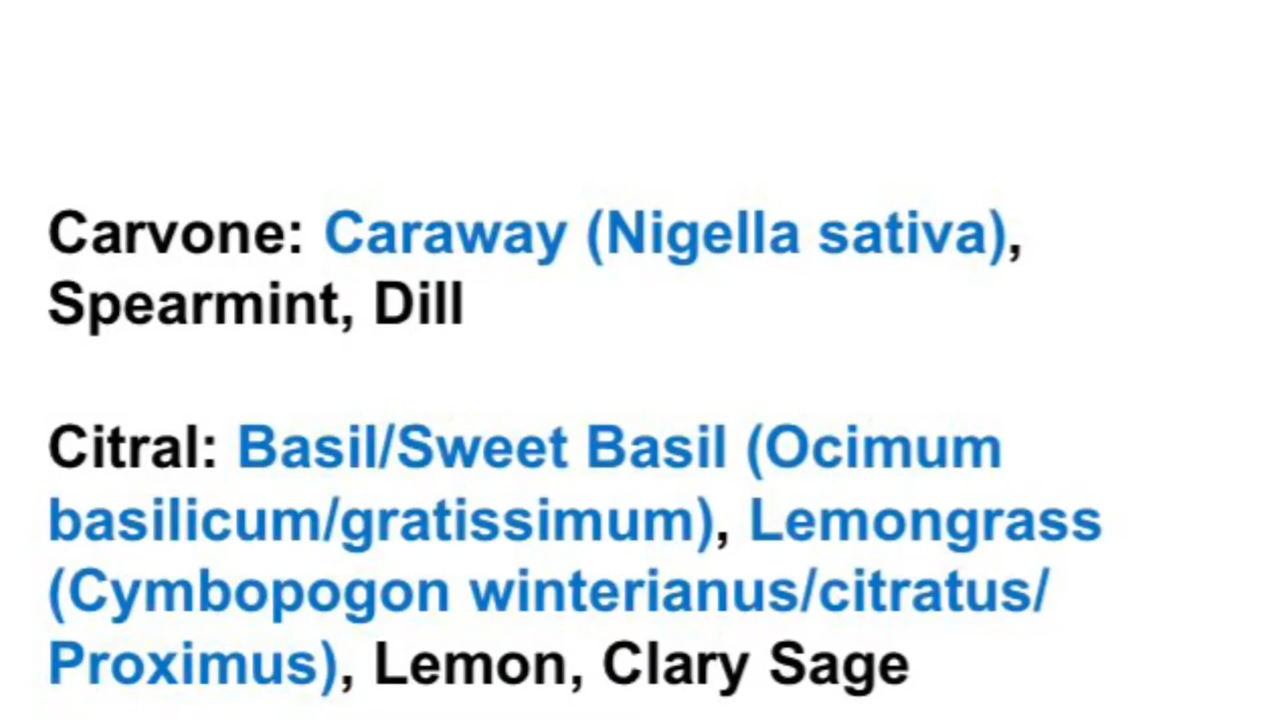 Carvone: Caraway (Nigella sativa),
Spearmint, Dill
Citral: Basil/Sweet Basil (Ocimum
basilicum/gratissimum), Lemongrass
(Cymbopogon winterianus/citratus/
Proximus), Lemon, Clary Sage